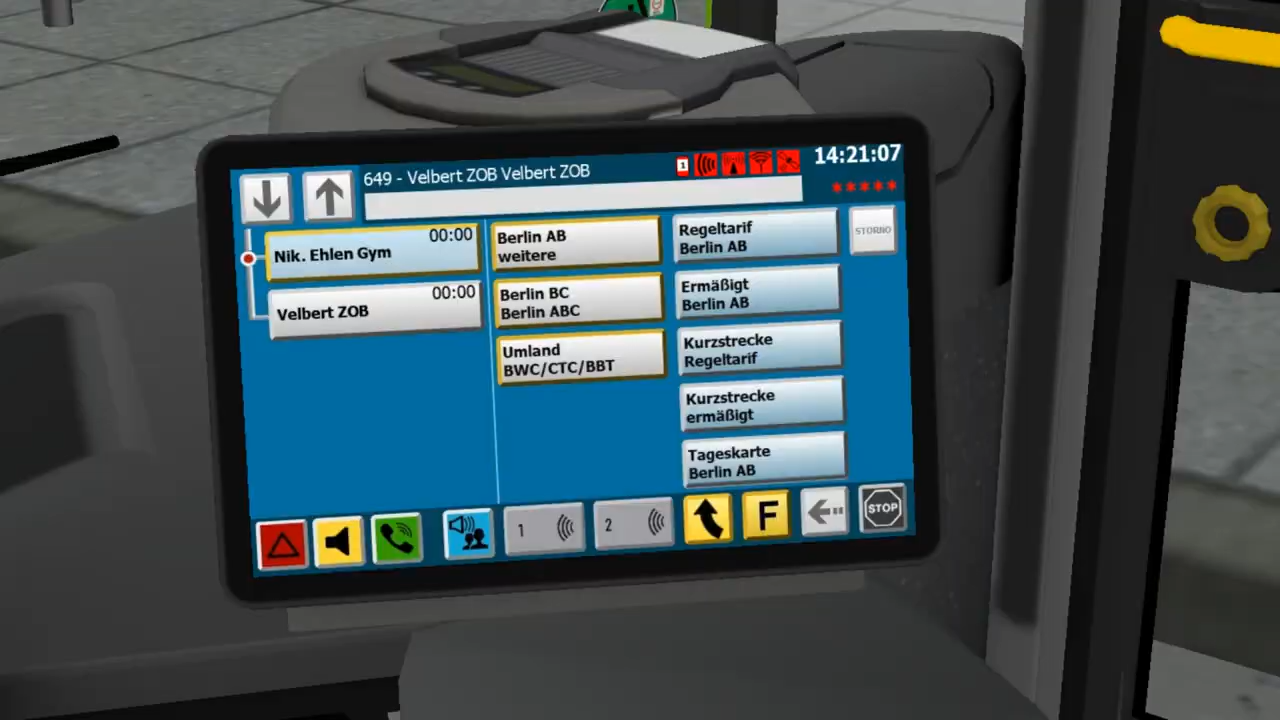 649 - Velbert ZOB Velbert ZOB
1
14:21:07
*****
Nik. Ehlen Gym
00:00
Velbert ZOB
00:00
Berlin AB
weitere
Berlin BC
Berlin ABC
Umland
BWC/CTC/BBT
Regeltarif
Berlin AB
Ermäßigt
Berlin AB
Kurzstrecke
Regeltarif
Kurzstrecke
ermäßigt
Tageskarte
Berlin AB
STORNO
1
2
F
STOP